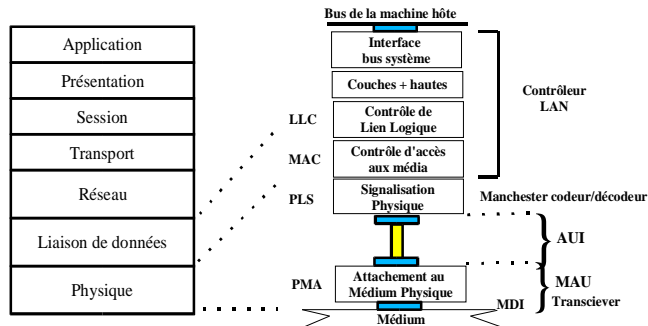 Bus de la machine hôte
Application
Présentation
Session
Transport
Réseau
Liaison de données
Physique
Interface
bus système
Couches + hautes
LLC
Contrôle de
Lien Logique
MAC
Contrôle d'accès
aux média
PLS
Signalisation
Physique
PMA
Attachement au
Médium Physique
Médium
Contrôleur
LAN
Manchester codeur/décodeur
AUI
MAU
Transciever
MDI